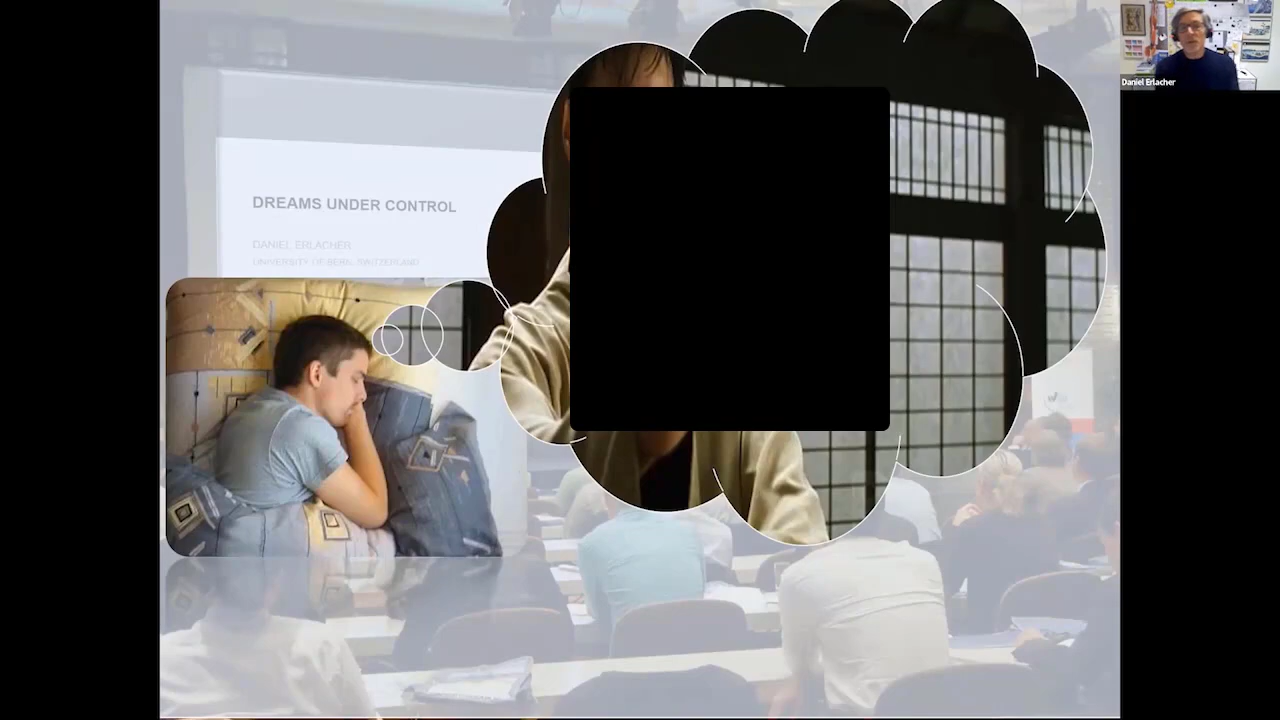 Daniel Erlacher
DREAMS UNDER CONTROL
DANIEL ERLACHER
UNIVERSITY OF BERN, SWITZERLAND